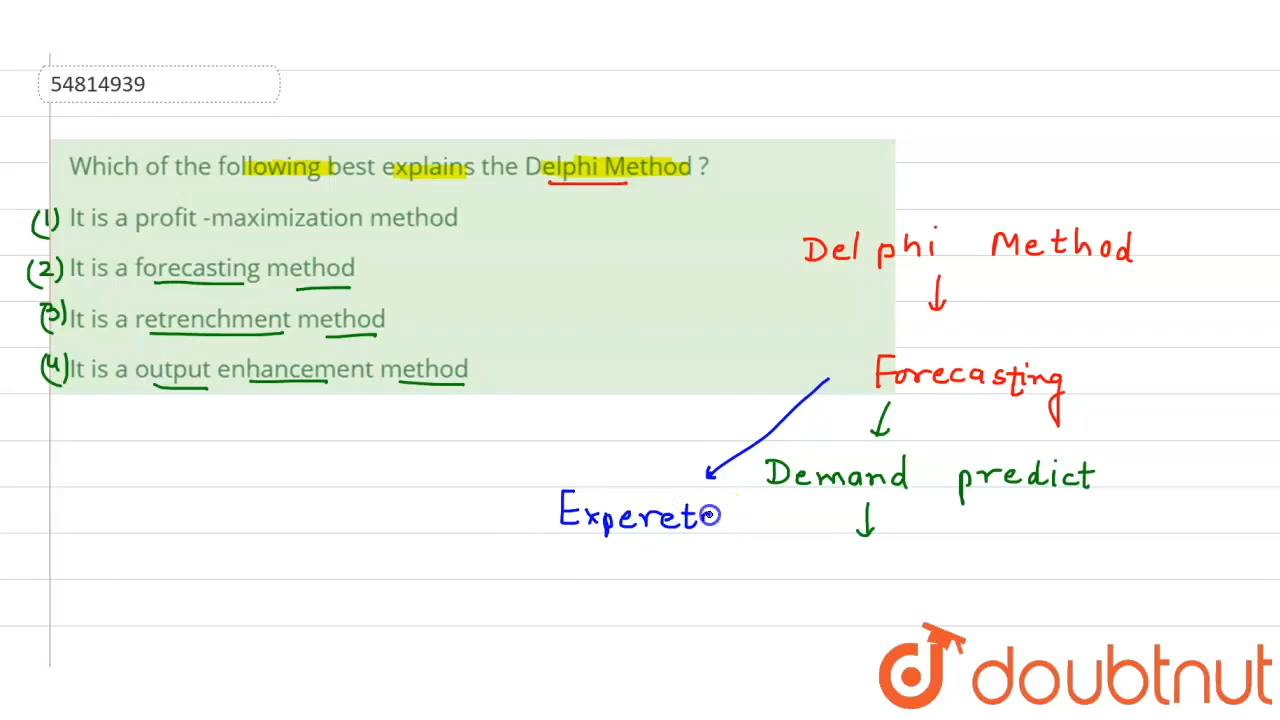 54814939
Which of the following best explains the Delphi Method ?
(1) It is a profit -maximization method
(2) It is a forecasting method
(3) It is a retrenchment method
(4) It is a output enhancement method
Delphi Method
Forecasting
Demand predict
Experet
doubtnut